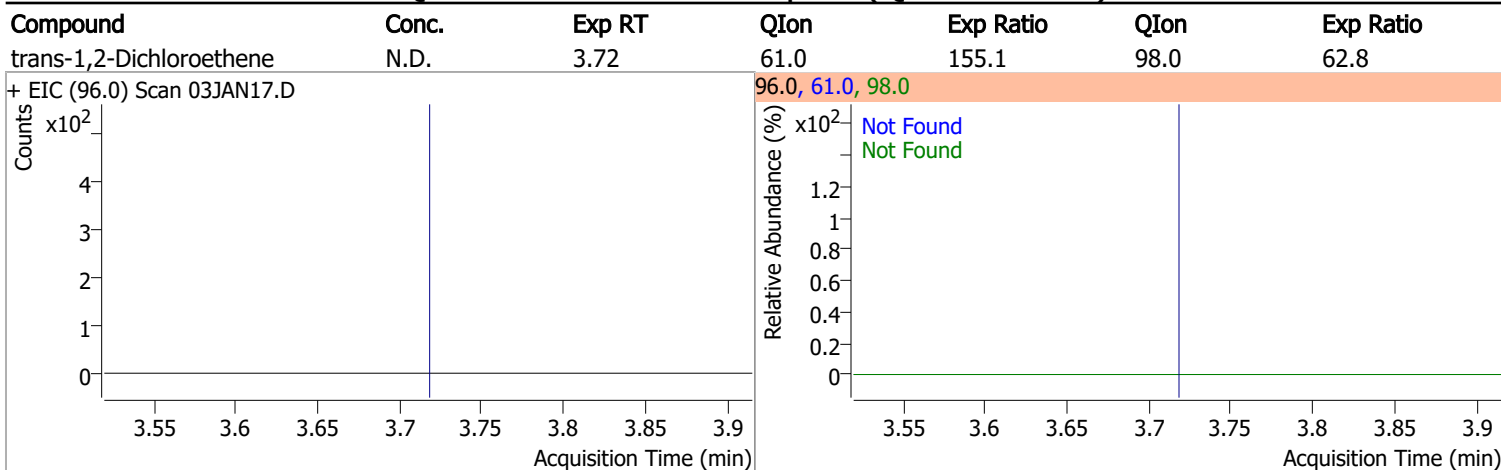 Compound Conc. Exp RT QIon Exp Ratio QIon Exp Ratio
trans-1,2-Dichloroethene N.D. 3.72 61.0 155.1 98.0 62.8
+ EIC (96.0) Scan 03JAN17.D
Counts
x10²
4
3
2
1
0
3.55 3.6 3.65 3.7 3.75 3.8 3.85 3.9
Acquisition Time (min)
96.0, 61.0, 98.0
Relative Abundance (%)
x10²
Not Found
Not Found
1.2
1
0.8
0.6
0.4
0.2
0
3.55 3.6 3.65 3.7 3.75 3.8 3.85 3.9
Acquisition Time (min)